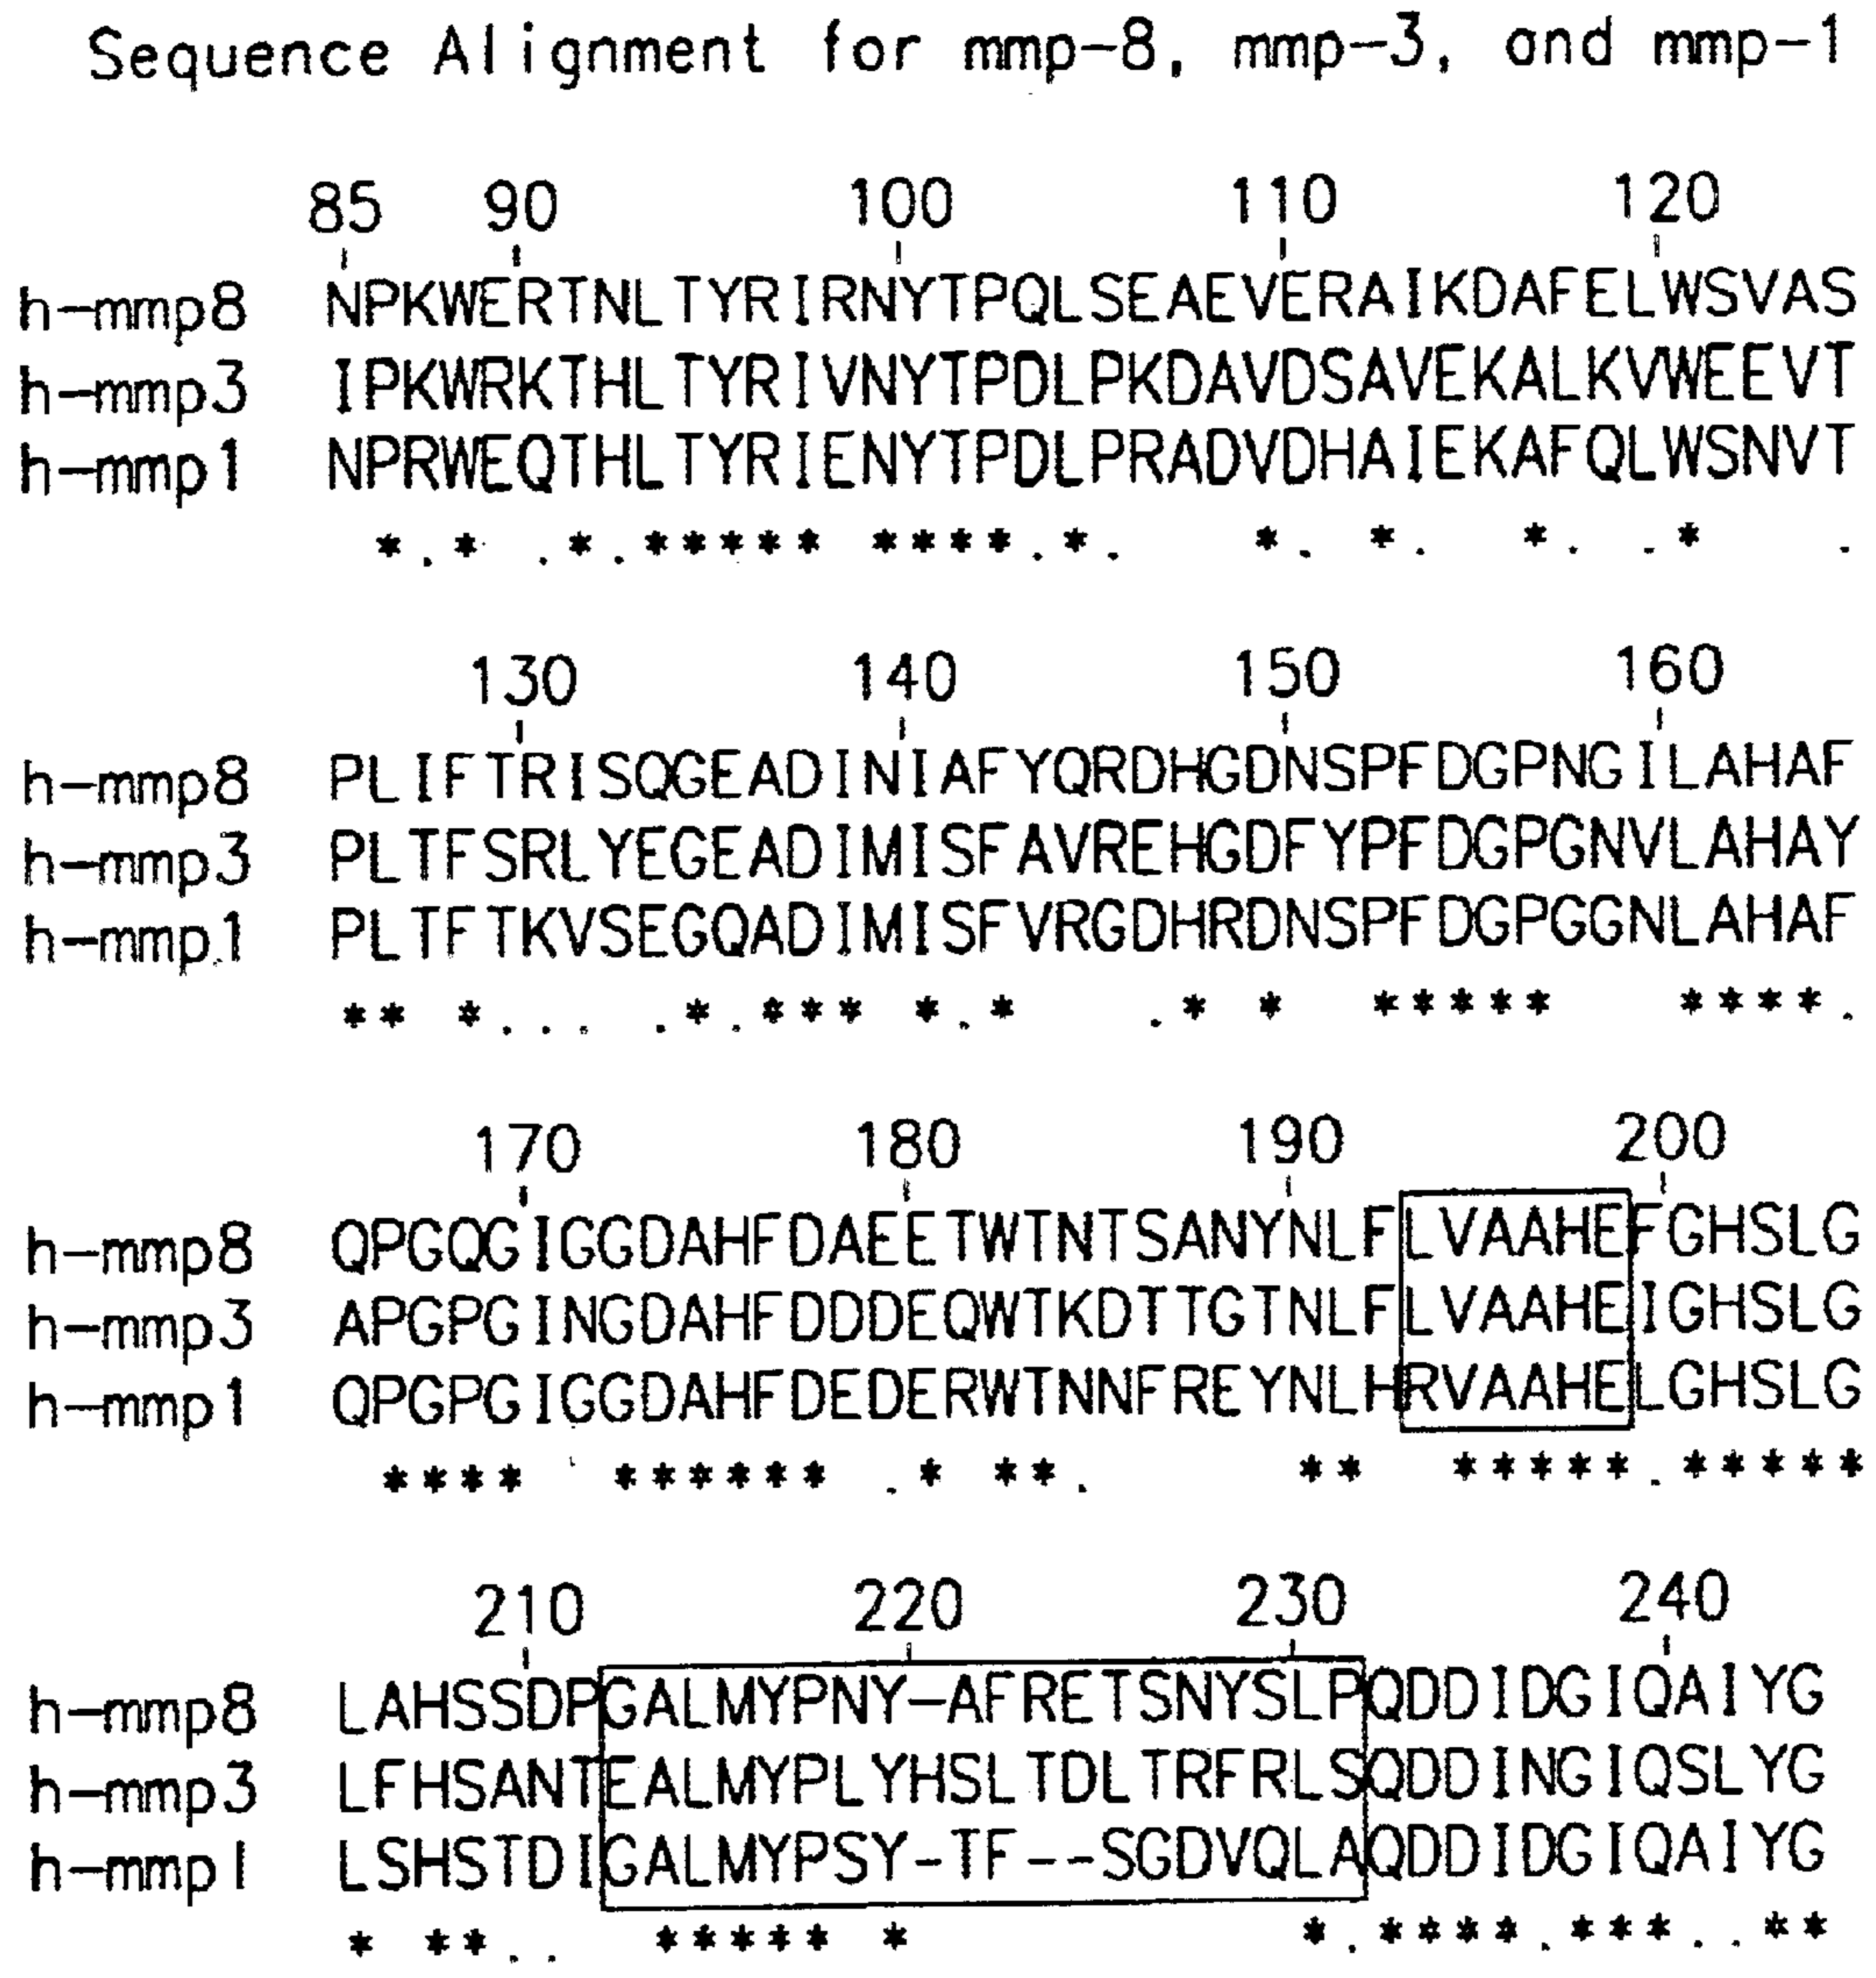 Sequence Alignment for mmp-8, mmp-3, and mmp-1
85 90 100 110 120
h-mmp8 NPKWERTNLTYRIRNYTPQLSEAEVERAIKDAFELWSVAS
h-mmp3 IPKWRKTHLTYRIVNYTPDLPKDAVDSAVEKALKVWEEVT
h-mmp1 NPRWEQTHLTYRIENYTPDLPRADVDHAIEKAFQLWSNVT
*.* .*.***** ****.*. *. *. *. .* .
130 140 150 160
h-mmp8 PLIFTRISQGEADINIAFYQRDHGDNSPFDGPNGILAHAF
h-mmp3 PLTFSRLYEGEADIMISFAVREHGDFYPFDGPGNVLAHAY
h-mmp1 PLTFTKVSEGQADIMISFVRGDHRDNSPFDGPGGNLAHAF
** *... .*.*** *.* .* * ***** ****.
170 180 190 200
h-mmp8 QPGQGIGGDAHFDAEETWTNTSANYNLFLVAAHEFGHSLG
h-mmp3 APGPGINGDAHFDDDEQWTKDTTGTNLFLVAAHEIGHSLG
h-mmp1 QPGPGIGGDAHFDEDERWTNNFREYNLHRVAAHELGHSLG
**** ****** .* **. ** *****.*****
210 220 230 240
h-mmp8 LAHSSDPGALMYPNY-AFRETSNYSLPQDDIDGIQAIYG
h-mmp3 LFHSANTEALMYPLYHSLTDLTRFRLSQDDINGIQSLYG
h-mmp1 LSHSTDIGALMYPSY-TF--SGDVQLAQDDIDGIQAIYG
* **.. ***** * *.****.***..**